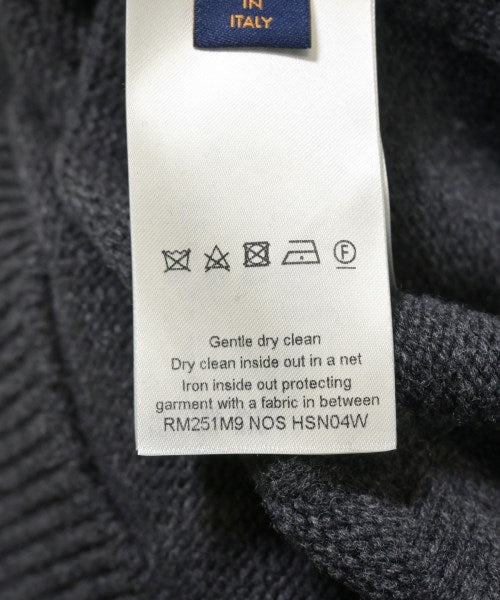 IN
ITALY
F
Gentle dry clean
Dry clean inside out in a net
Iron inside out protecting
garment with a fabric in between
RM251M9 NOS HSN04W